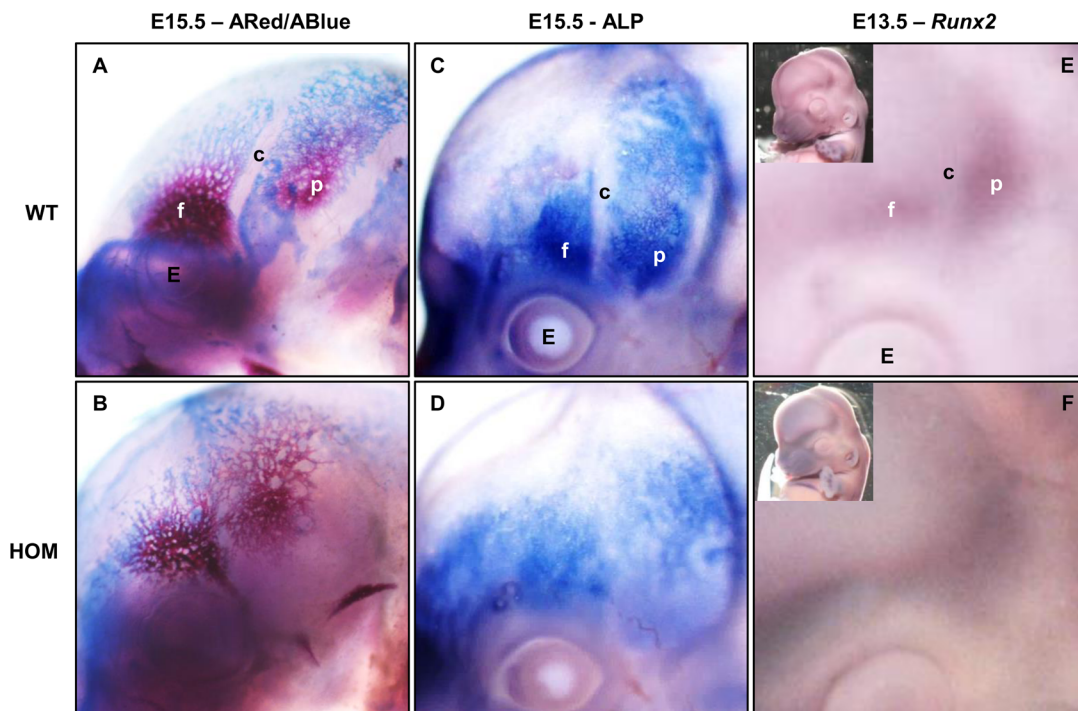 E15.5 – ARed/ABlue
E15.5 - ALP
E13.5 – Runx2
WT
A
c
p
f
E
C
c
f
p
E
E
c
p
f
E
HOM
B
D
F